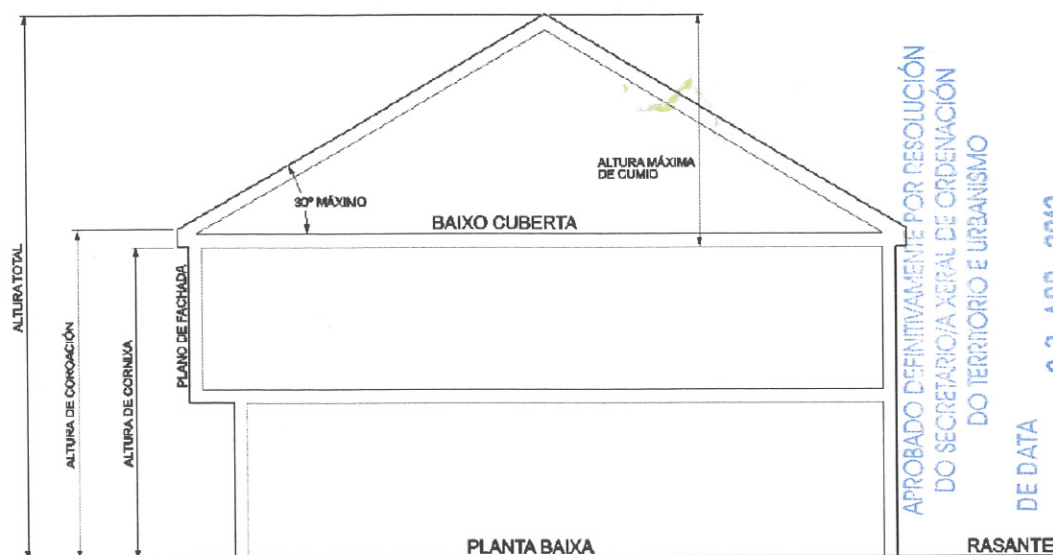 ALTURA TOTAL
ALTURA DE COROACIÓN
ALTURA DE CORNIXA
PLANO DE FACHADA
30º MÁXIMO
BAIXO CUBERTA
ALTURA MÁXIMA
DE CUMIO
PLANTA BAIXA
RASANTE
APROBADO DEFINITIVAMENTE POR RESOLUCIÓN
DO SECRETARIO/A XERAL DE ORDENACIÓN
DO TERRITORIO E URBANISMO
DE DATA